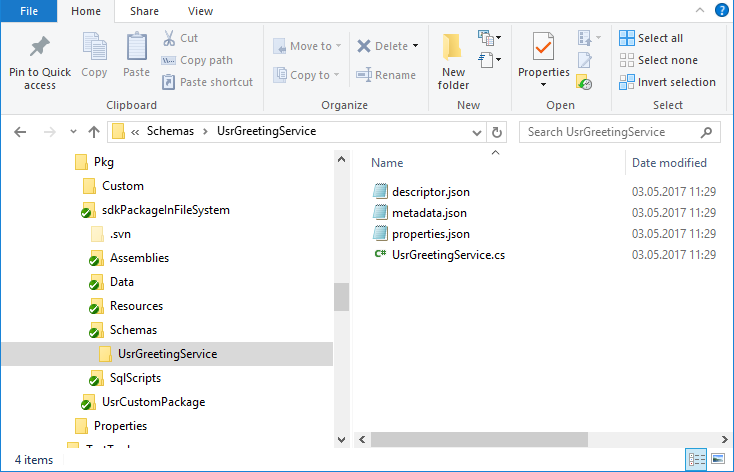 File Home Share View
Pin to Quick access
Copy
Paste
Cut
Copy path
Paste shortcut
Clipboard
Move to
Copy to
Delete
Rename
Organize
New folder
New
Properties
Open
Select all
Select none
Invert selection
Select
« Schemas > UsrGreetingService
Search UsrGreetingService
Pkg
Custom
sdkPackageInFileSystem
.svn
Assemblies
Data
Resources
Schemas
UsrGreetingService
SqlScripts
UsrCustomPackage
Properties
Name Date modified
descriptor.json 03.05.2017 11:29
metadata.json 03.05.2017 11:29
properties.json 03.05.2017 11:29
C# UsrGreetingService.cs 03.05.2017 11:29
4 items